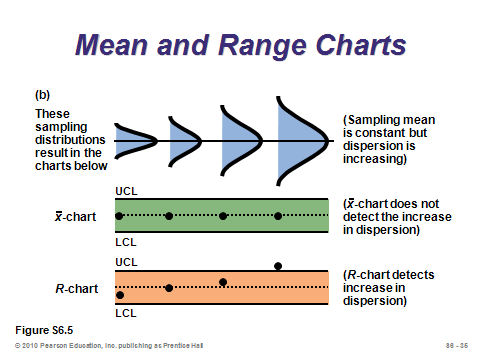 Mean and Range Charts
(b)
These
sampling
distributions
result in the
charts below
(Sampling mean
is constant but
dispersion is
increasing)
UCL
x̄-chart
LCL
(x̄-chart does not
detect the increase
in dispersion)
UCL
R-chart
LCL
(R-chart detects
increase in
dispersion)
Figure S6.5
© 2010 Pearson Education, Inc. publishing as Prentice Hall
S6 - 35